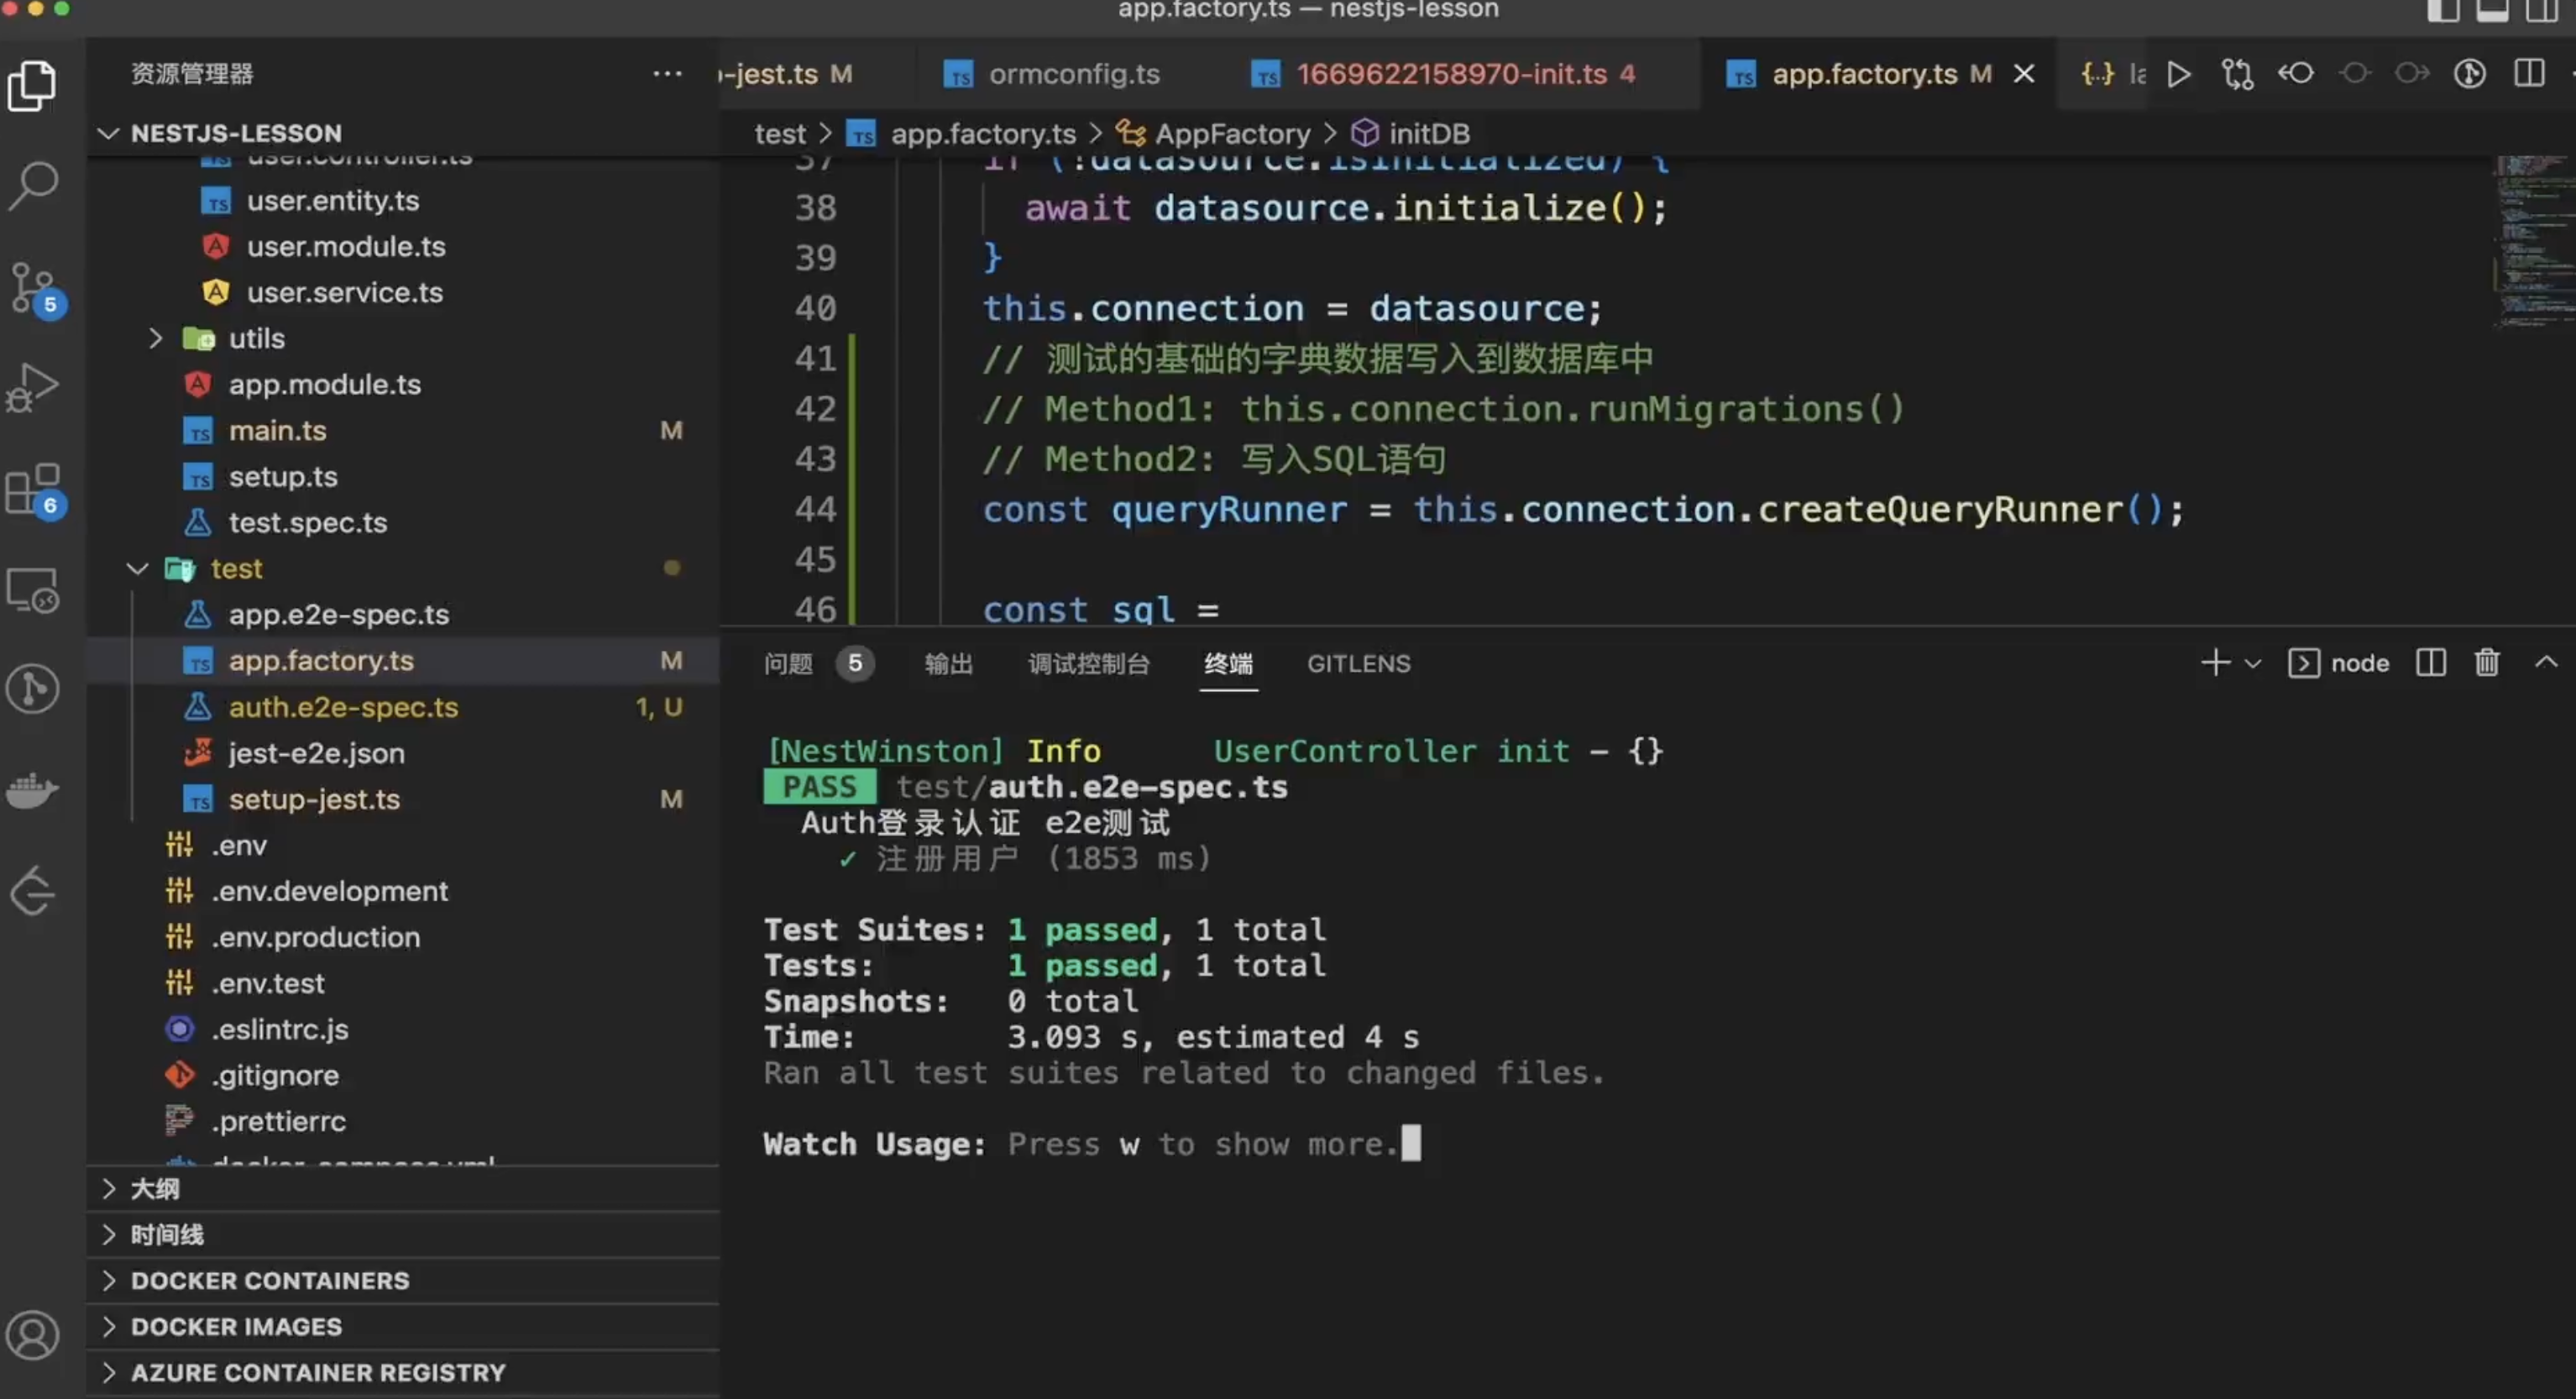 app.factory.ts — nestjs-lesson
资源管理器
-jest.ts M
ormconfig.ts
1669622158970-init.ts 4
app.factory.ts M
NESTJS-LESSON
test > app.factory.ts > AppFactory > initDB
user.controller.ts
user.entity.ts
user.module.ts
user.service.ts
utils
app.module.ts
main.ts M
setup.ts
test.spec.ts
test
app.e2e-spec.ts
app.factory.ts M
auth.e2e-spec.ts 1, U
jest-e2e.json
setup-jest.ts M
.env
.env.development
.env.production
.env.test
.eslintrc.js
.gitignore
.prettierrc
docker-compose.yml
大纲
时间线
DOCKER CONTAINERS
DOCKER IMAGES
AZURE CONTAINER REGISTRY
5
6
37 if (!datasource.isInitialized) {
38 await datasource.initialize();
39 }
40 this.connection = datasource;
41 // 测试的基础的字典数据写入到数据库中
42 // Method1: this.connection.runMigrations()
43 // Method2: 写入SQL语句
44 const queryRunner = this.connection.createQueryRunner();
45
46 const sql =
问题 5 输出 调试控制台 终端 GITLENS
node
[NestWinston] Info UserController init - {}
PASS test/auth.e2e-spec.ts
Auth登录认证 e2e测试
✓ 注册用户 (1853 ms)
Test Suites: 1 passed, 1 total
Tests: 1 passed, 1 total
Snapshots: 0 total
Time: 3.093 s, estimated 4 s
Ran all test suites related to changed files.
Watch Usage: Press w to show more.